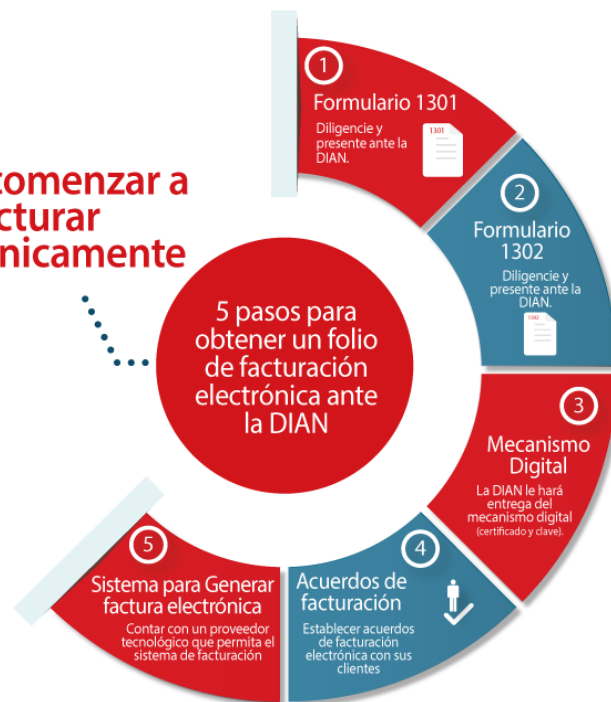 comenzar a
cturar
nicamente
5 pasos para
obtener un folio
de facturación
electrónica ante
la DIAN
1
Formulario 1301
Diligencie y
presente ante la
DIAN.
1301
2
Formulario
1302
Diligencie y
presente ante la
DIAN.
1302
3
Mecanismo
Digital
La DIAN le hará
entrega del
mecanismo digital
(certificado y clave).
4
Acuerdos de
facturación
Establecer acuerdos
de facturación
electrónica con sus
clientes
5
Sistema para Generar
factura electrónica
Contar con un proveedor
tecnológico que permita el
sistema de facturación